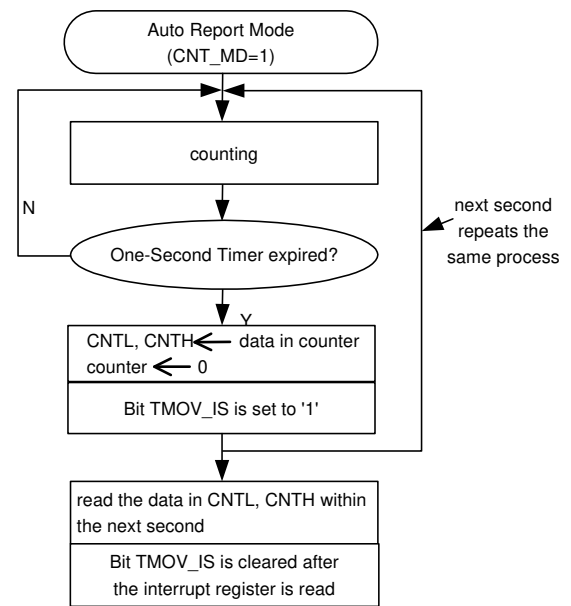 Auto Report Mode
(CNT_MD=1)
counting
N
next second
repeats the
same process
One-Second Timer expired?
Y
CNTL, CNTH ← data in counter
counter ← 0
Bit TMOV_IS is set to '1'
read the data in CNTL, CNTH within
the next second
Bit TMOV_IS is cleared after
the interrupt register is read